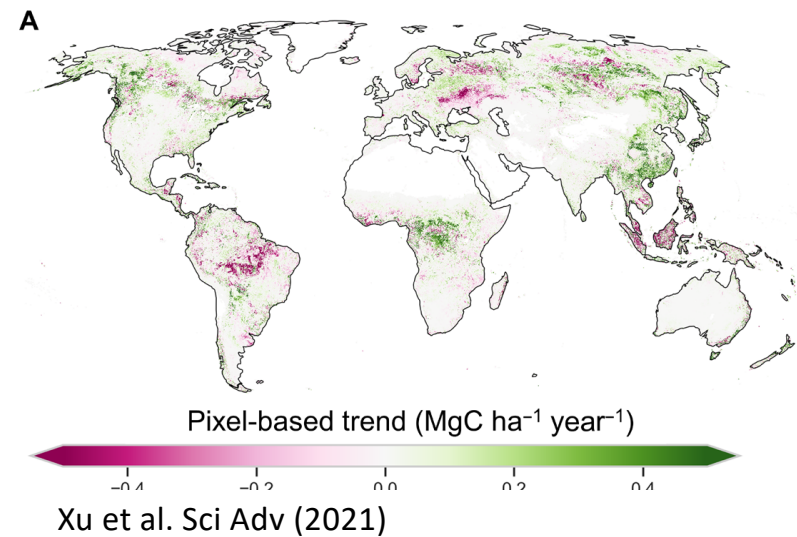 A
Pixel-based trend (MgC ha⁻¹ year⁻¹)
−0.4 −0.2 0.0 0.2 0.4
Xu et al. Sci Adv (2021)